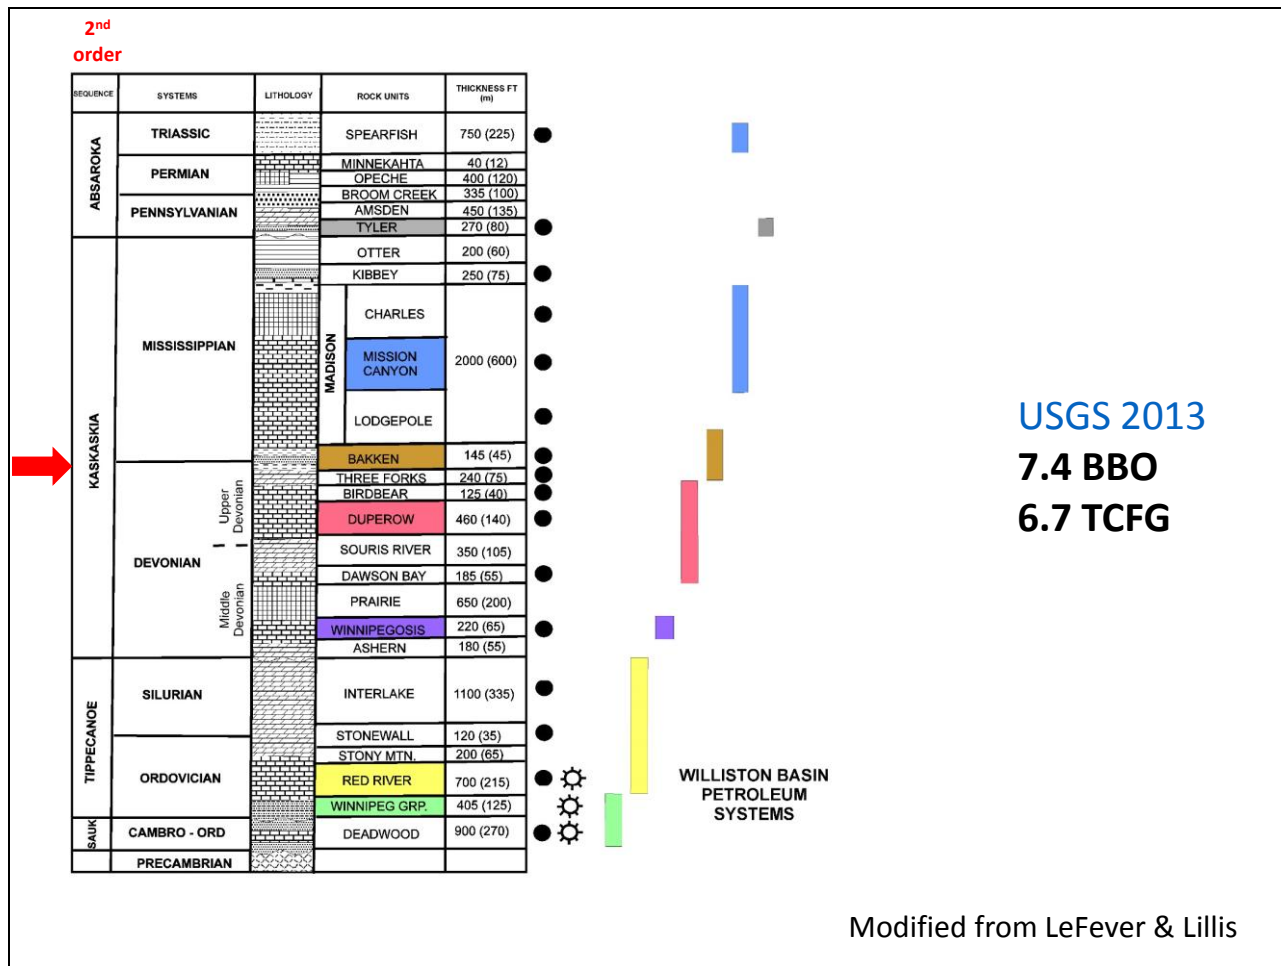 2nd
order
SEQUENCE SYSTEMS LITHOLOGY ROCK UNITS THICKNESS FT
(m)
ABSAROKA
TRIASSIC SPEARFISH 750 (225)
PERMIAN
MINNEKAHTA 40 (12)
OPECHE 400 (120)
BROOM CREEK 335 (100)
PENNSYLVANIAN
AMSDEN 450 (135)
TYLER 270 (80)
KASKASKIA
MISSISSIPPIAN
OTTER 200 (60)
KIBBEY 250 (75)
MADISON
CHARLES
MISSION
CANYON
2000 (600)
LODGEPOLE
BAKKEN 145 (45)
DEVONIAN
Upper
Devonian
THREE FORKS 240 (75)
BIRDBEAR 125 (40)
DUPEROW 460 (140)
SOURIS RIVER 350 (105)
Middle
Devonian
DAWSON BAY 185 (55)
PRAIRIE 650 (200)
WINNIPEGOSIS 220 (65)
ASHERN 180 (55)
TIPPECANOE
SILURIAN INTERLAKE 1100 (335)
STONEWALL 120 (35)
ORDOVICIAN
STONY MTN. 200 (65)
RED RIVER 700 (215)
WINNIPEG GRP. 405 (125)
SAUK
CAMBRO - ORD DEADWOOD 900 (270)
PRECAMBRIAN
USGS 2013
7.4 BBO
6.7 TCFG
WILLISTON BASIN
PETROLEUM
SYSTEMS
Modified from LeFever & Lillis